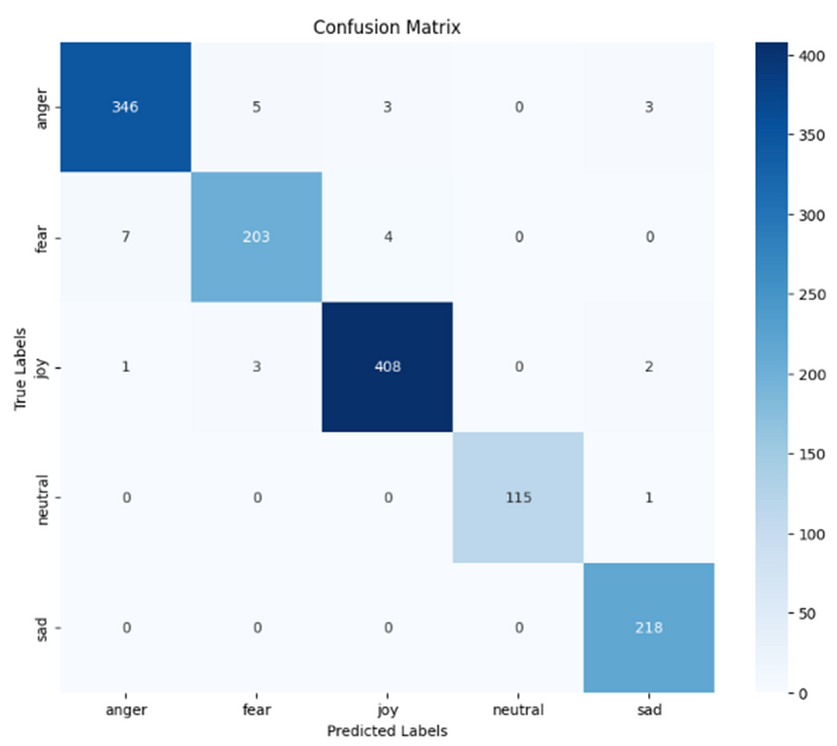 Confusion Matrix
True Labels
anger 346 5 3 0 3
fear 7 203 4 0 0
joy 1 3 408 0 2
neutral 0 0 0 115 1
sad 0 0 0 0 218
anger fear joy neutral sad
Predicted Labels
400
350
300
250
200
150
100
50
0